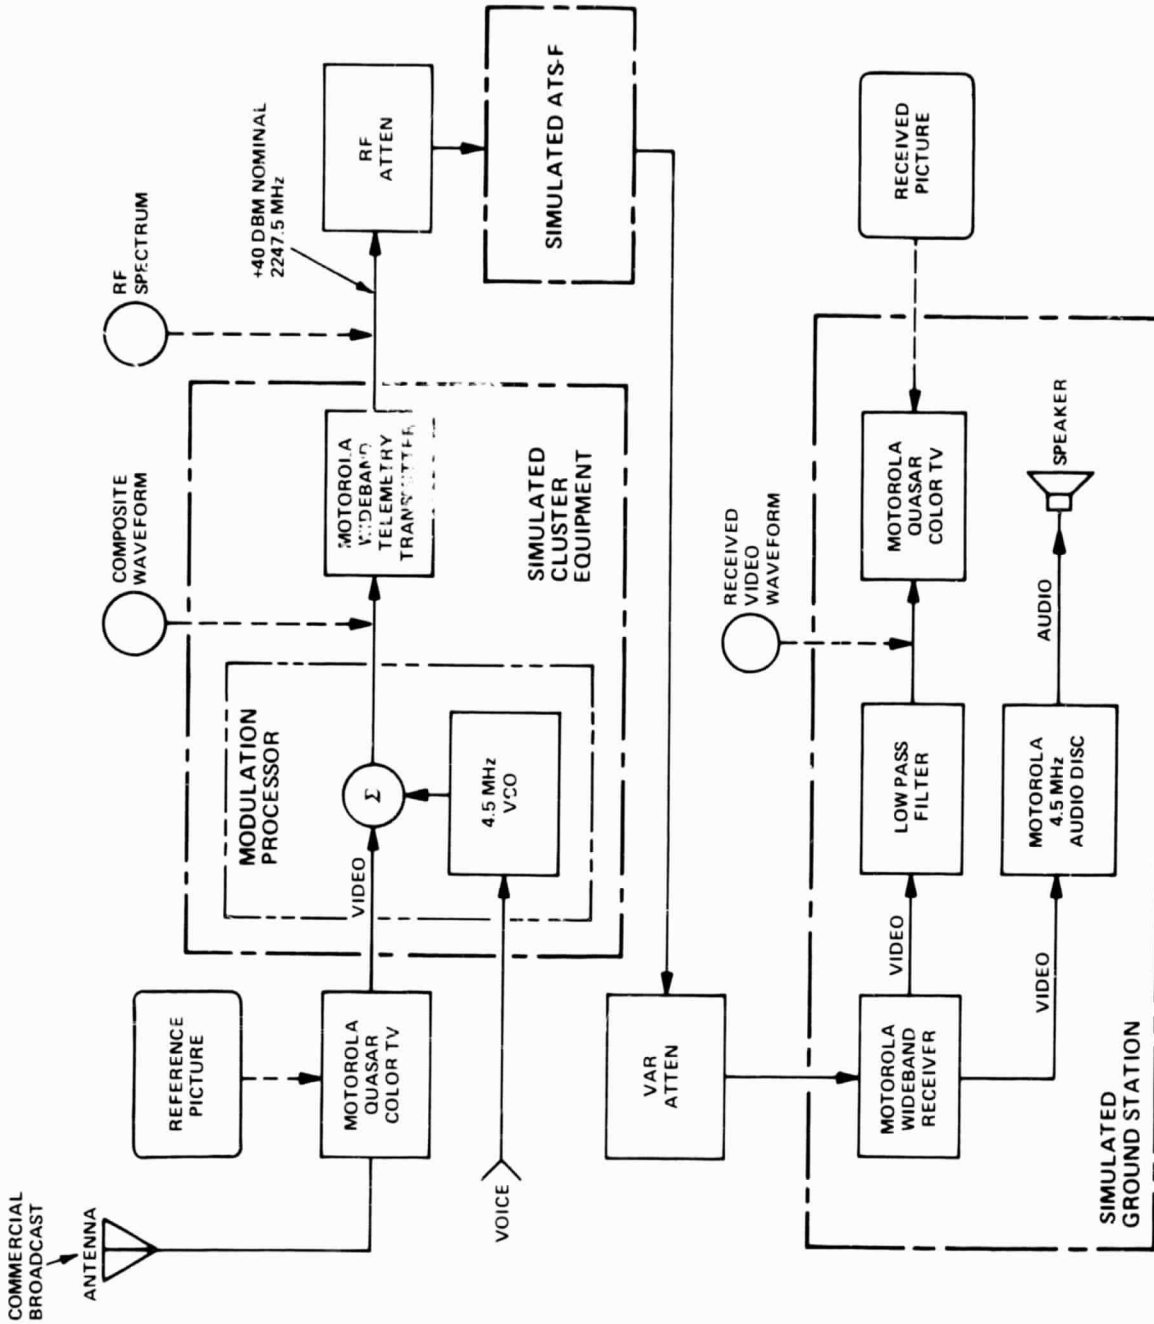 COMMERCIAL
BROADCAST
ANTENNA
REFERENCE
PICTURE
MOTOROLA
QUASAR
COLOR TV
VOICE
VIDEO
MODULATION
PROCESSOR
Σ
4.5 MHz
VCO
COMPOSITE
WAVEFORM
MOTOROLA
WIDEBAND
TELEMETRY
TRANSMITTER
SIMULATED
CLUSTER
EQUIPMENT
RF
SPECTRUM
+40 DBM NOMINAL
2247.5 MHz
RF
ATTEN
SIMULATED ATS-F
VAR
ATTEN
MOTOROLA
WIDEBAND
RECEIVER
VIDEO
VIDEO
LOW PASS
FILTER
MOTOROLA
4.5 MHz
AUDIO DISC
RECEIVED
VIDEO
WAVEFORM
AUDIO
MOTOROLA
QUASAR
COLOR TV
SPEAKER
RECEIVED
PICTURE
SIMULATED
GROUND STATION